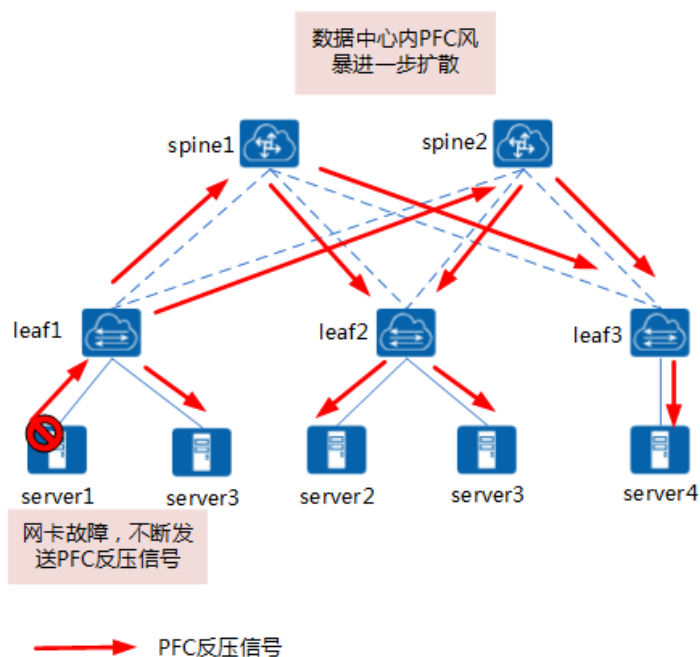 数据中心内PFC风
暴进一步扩散
spine1
spine2
leaf1
leaf2
leaf3
server1
server3
server2
server3
server4
网卡故障，不断发
送PFC反压信号
PFC反压信号